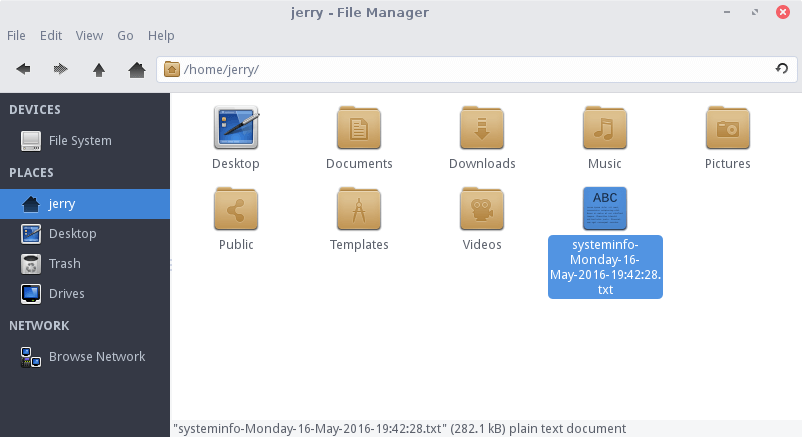 jerry - File Manager
File Edit View Go Help
/home/jerry/
DEVICES
File System
PLACES
jerry
Desktop
Trash
Drives
NETWORK
Browse Network
Desktop Documents Downloads Music Pictures
Public Templates Videos
systeminfo-
Monday-16-
May-2016-19:42:28.
txt
ABC
"systeminfo-Monday-16-May-2016-19:42:28.txt" (282.1 kB) plain text document